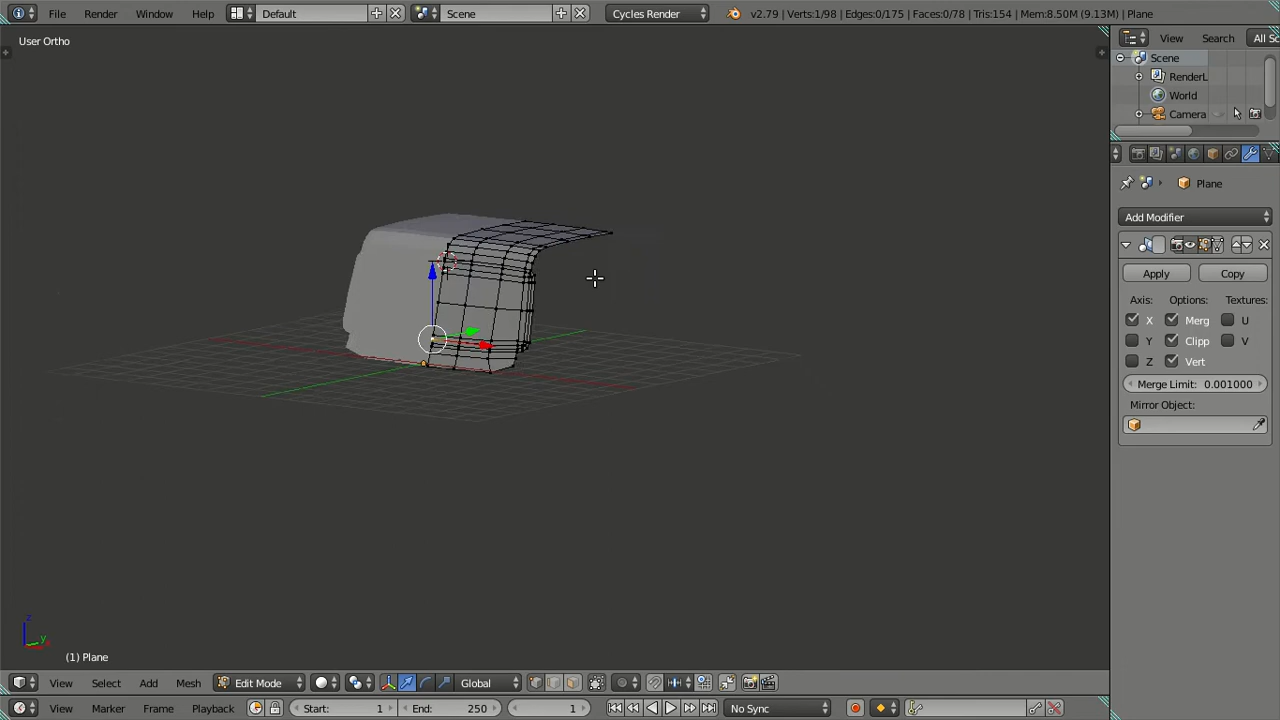 File Render Window Help Default Scene Cycles Render v2.79 | Verts:1/98 | Edges:0/175 | Faces:0/78 | Tris:154 | Mem:8.50M (9.13M) | Plane
User Ortho
View Search All S
Scene
RenderL
World
Camera
Plane
Add Modifier
Apply Copy
Axis: Options: Textures:
X Merg U
Y Clipp V
Z Vert
Merge Limit: 0.001000
Mirror Object:
z
y
(1) Plane
View Select Add Mesh Edit Mode Global
View Marker Frame Playback Start: 1 End: 250 1 No Sync